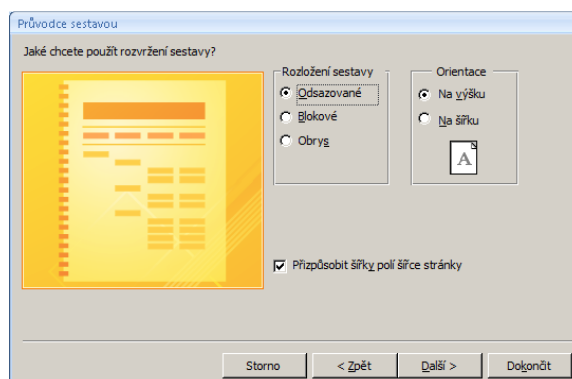 Průvodce sestavou
Jaké chcete použít rozvržení sestavy?
Rozložení sestavy
Odsazované
Blokové
Obrys
Orientace
Na výšku
Na šířku
A
Přizpůsobit šířky polí šířce stránky
Storno
< Zpět
Další >
Dokončit